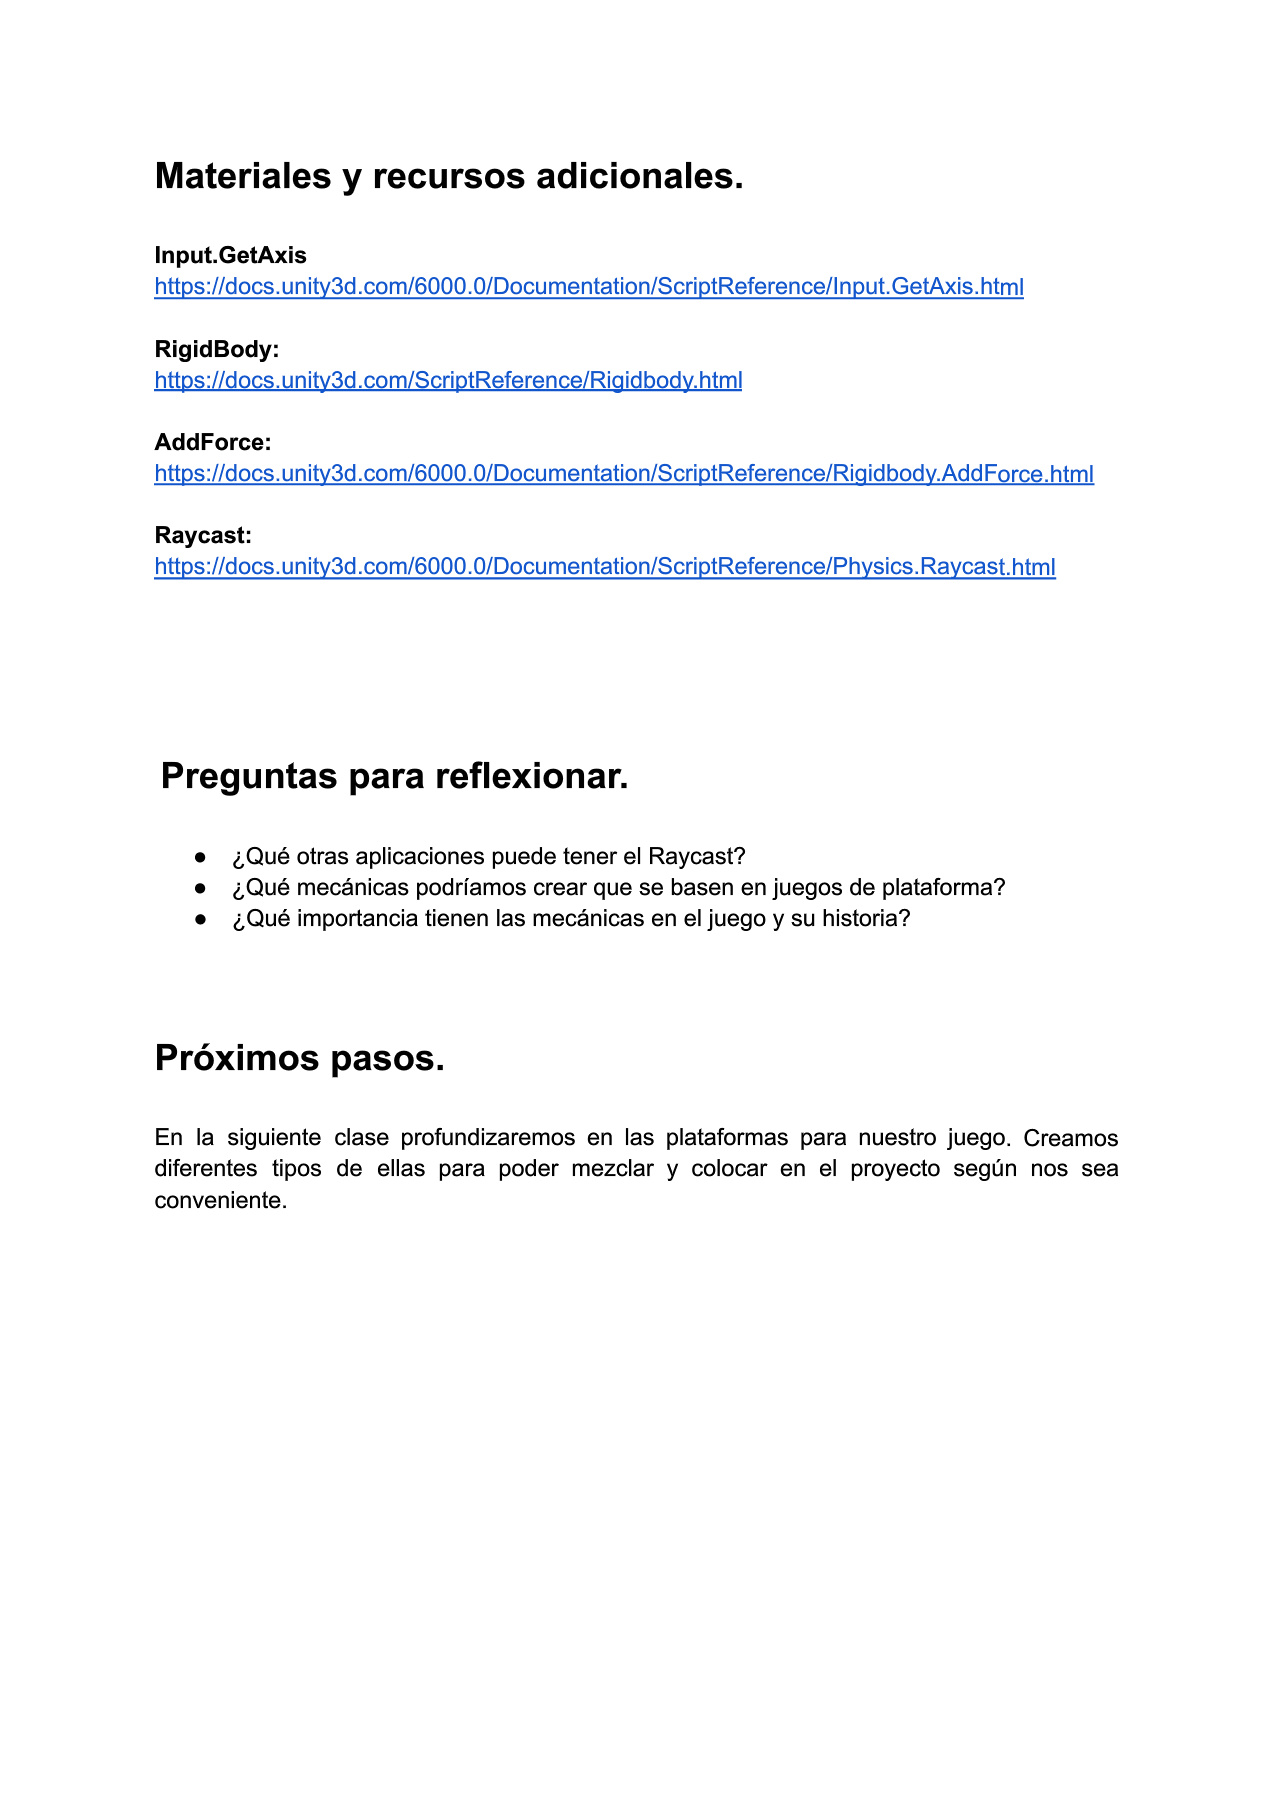 Materiales y recursos adicionales.
Input.GetAxis
https://docs.unity3d.com/6000.0/Documentation/ScriptReference/Input.GetAxis.html
RigidBody:
https://docs.unity3d.com/ScriptReference/Rigidbody.html
AddForce:
https://docs.unity3d.com/6000.0/Documentation/ScriptReference/Rigidbody.AddForce.html
Raycast:
https://docs.unity3d.com/6000.0/Documentation/ScriptReference/Physics.Raycast.html
Preguntas para reflexionar.
● ¿Qué otras aplicaciones puede tener el Raycast?
● ¿Qué mecánicas podríamos crear que se basen en juegos de plataforma?
● ¿Qué importancia tienen las mecánicas en el juego y su historia?
Próximos pasos.
En la siguiente clase profundizaremos en las plataformas para nuestro juego. Creamos
diferentes tipos de ellas para poder mezclar y colocar en el proyecto según nos sea
conveniente.